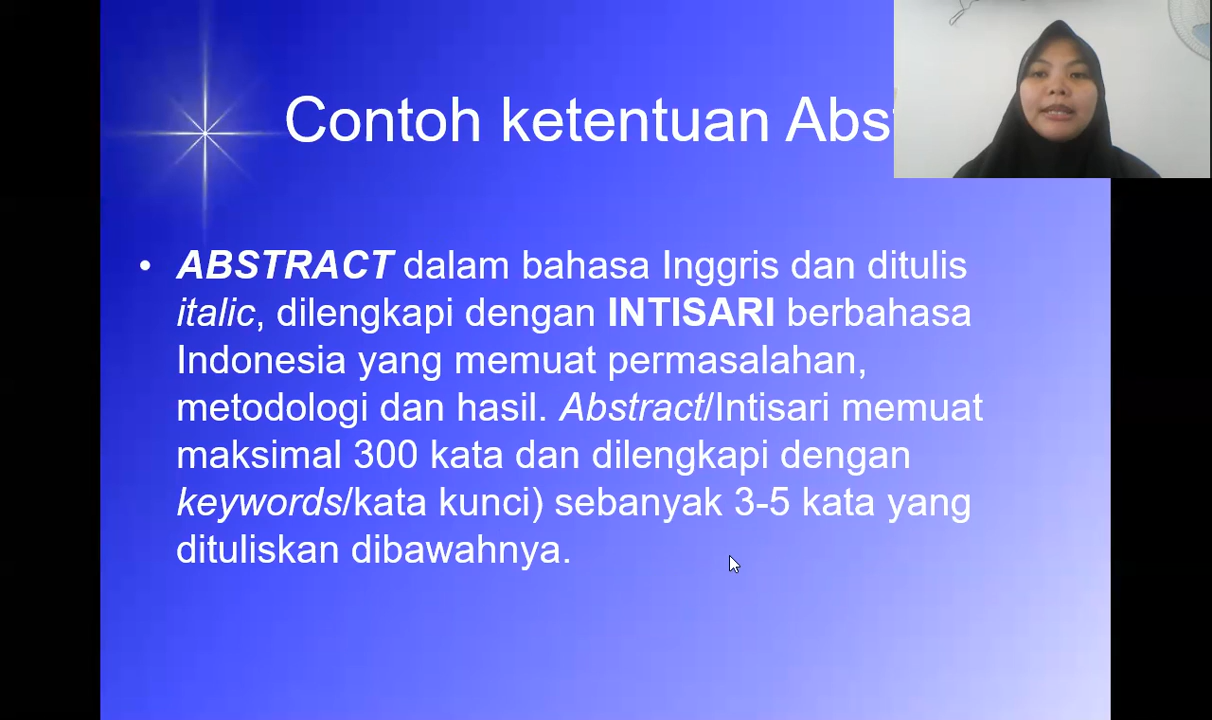 Contoh ketentuan
• ABSTRACT dalam bahasa Inggris dan ditulis
italic, dilengkapi dengan INTISARI berbahasa
Indonesia yang memuat permasalahan,
metodologi dan hasil. Abstract/Intisari memuat
maksimal 300 kata dan dilengkapi dengan
keywords/kata kunci) sebanyak 3-5 kata yang
dituliskan dibawahnya.